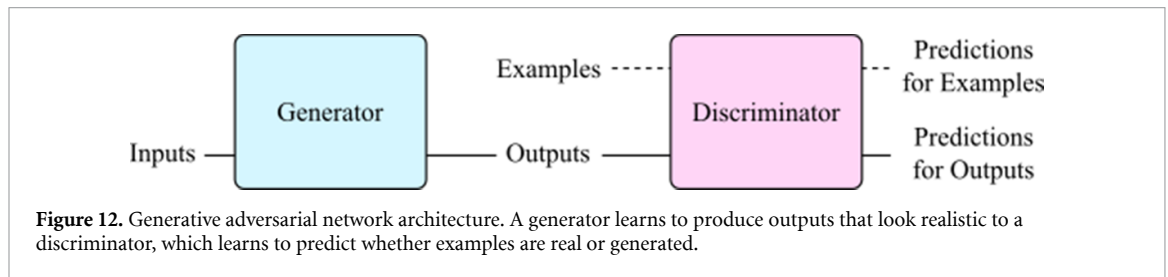 Generator
Inputs
Examples
Outputs
Discriminator
Predictions
for Examples
Predictions
for Outputs
Figure 12. Generative adversarial network architecture. A generator learns to produce outputs that look realistic to a
discriminator, which learns to predict whether examples are real or generated.